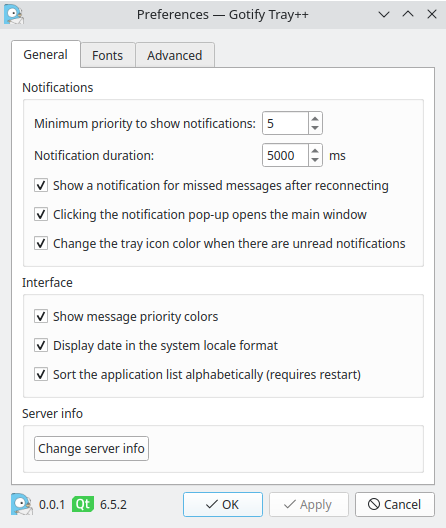 Preferences — Gotify Tray++
General
Fonts
Advanced
Notifications
Minimum priority to show notifications: 5
Notification duration: 5000 ms
Show a notification for missed messages after reconnecting
Clicking the notification pop-up opens the main window
Change the tray icon color when there are unread notifications
Interface
Show message priority colors
Display date in the system locale format
Sort the application list alphabetically (requires restart)
Server info
Change server info
0.0.1 Qt 6.5.2 OK Apply Cancel